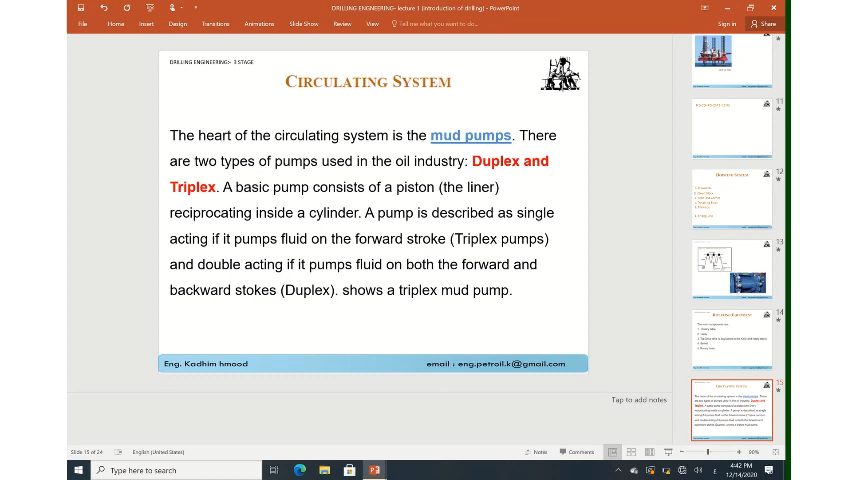 DRILLING ENGNEERING- lecture 1 (introduction of drilling) - PowerPoint
File Home Insert Design Transitions Animations Slide Show Review View Tell me what you want to do... Sign in Share
DRILLING ENGINEERING:- 3 STAGE
CIRCULATING SYSTEM
The heart of the circulating system is the mud pumps. There
are two types of pumps used in the oil industry: Duplex and
Triplex. A basic pump consists of a piston (the liner)
reciprocating inside a cylinder. A pump is described as single
acting if it pumps fluid on the forward stroke (Triplex pumps)
and double acting if it pumps fluid on both the forward and
backward stokes (Duplex). shows a triplex mud pump.
Eng. Kadhim hmood
email : eng.petroil.k@gmail.com
11
12
13
14
15
Tap to add notes
Slide 15 of 24 English (United States) Notes Comments 60%
Type here to search
4:42 PM
12/14/2020